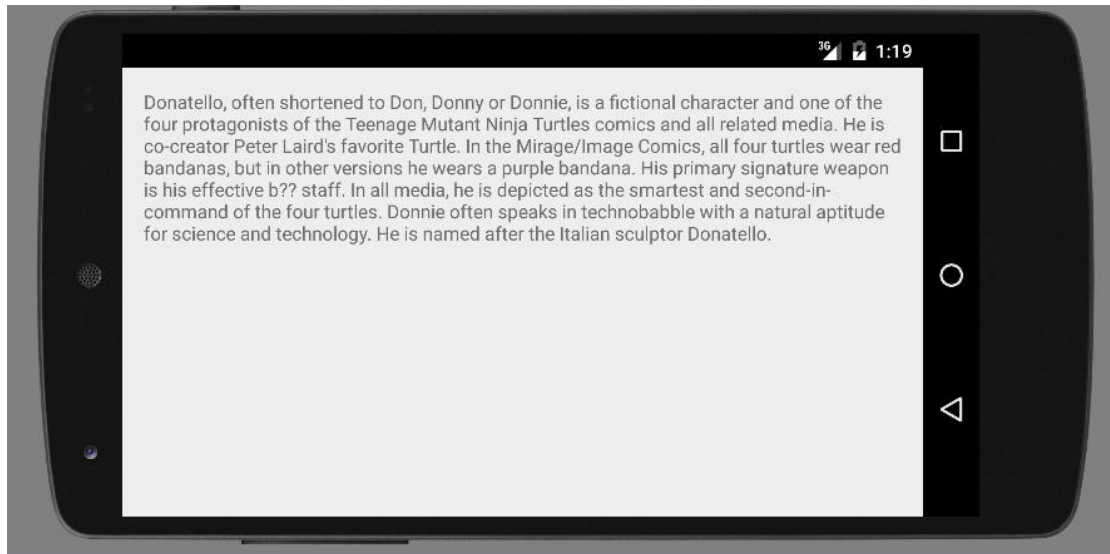 3G 1:19
Donatello, often shortened to Don, Donny or Donnie, is a fictional character and one of the
four protagonists of the Teenage Mutant Ninja Turtles comics and all related media. He is
co-creator Peter Laird's favorite Turtle. In the Mirage/Image Comics, all four turtles wear red
bandanas, but in other versions he wears a purple bandana. His primary signature weapon
is his effective b?? staff. In all media, he is depicted as the smartest and second-in-
command of the four turtles. Donnie often speaks in technobabble with a natural aptitude
for science and technology. He is named after the Italian sculptor Donatello.